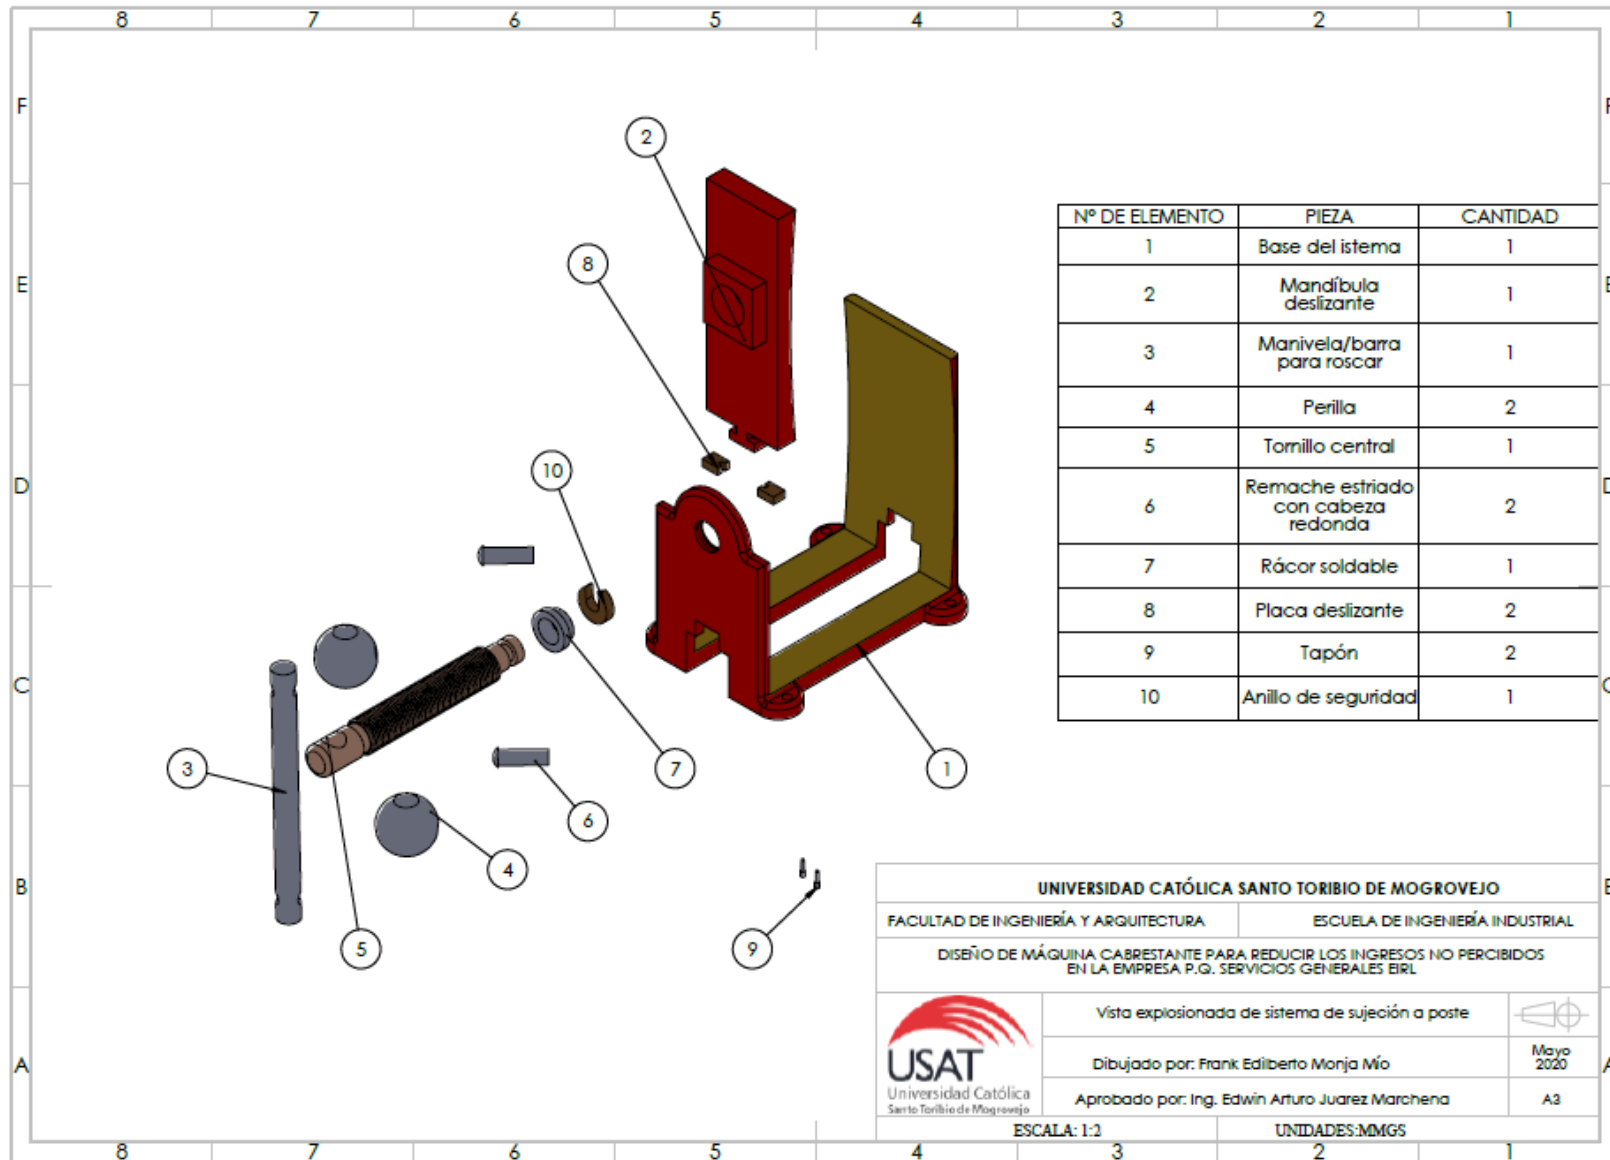 8 7 6 5 4 3 2 1
F
E
D
C
B
A
F
E
D
C
E
A
2
8
10
3
5
4
6
7
9
1
Nº DE ELEMENTO PIEZA CANTIDAD
1 Base del istema 1
2 Mandíbula
deslizante 1
3 Manivela/barra
para roscar 1
4 Perilla 2
5 Tornillo central 1
6 Remache estriado
con cabeza
redonda 2
7 Rácor soldable 1
8 Placa deslizante 2
9 Tapón 2
10 Anillo de seguridad 1
UNIVERSIDAD CATÓLICA SANTO TORIBIO DE MOGROVEJO
FACULTAD DE INGENIERÍA Y ARQUITECTURA ESCUELA DE INGENIERÍA INDUSTRIAL
DISEÑO DE MÁQUINA CABRESTANTE PARA REDUCIR LOS INGRESOS NO PERCIBIDOS
EN LA EMPRESA P.Q. SERVICIOS GENERALES EIRL
USAT
Universidad Católica
Santo Toribio de Mogrovejo
Vista explosionada de sistema de sujeción a poste
Dibujado por: Frank Edilberto Monja Mío
Mayo
2020
Aprobado por: Ing. Edwin Arturo Juarez Marchena A3
ESCALA: 1:2 UNIDADES:MMGS
8 7 6 5 4 3 2 1